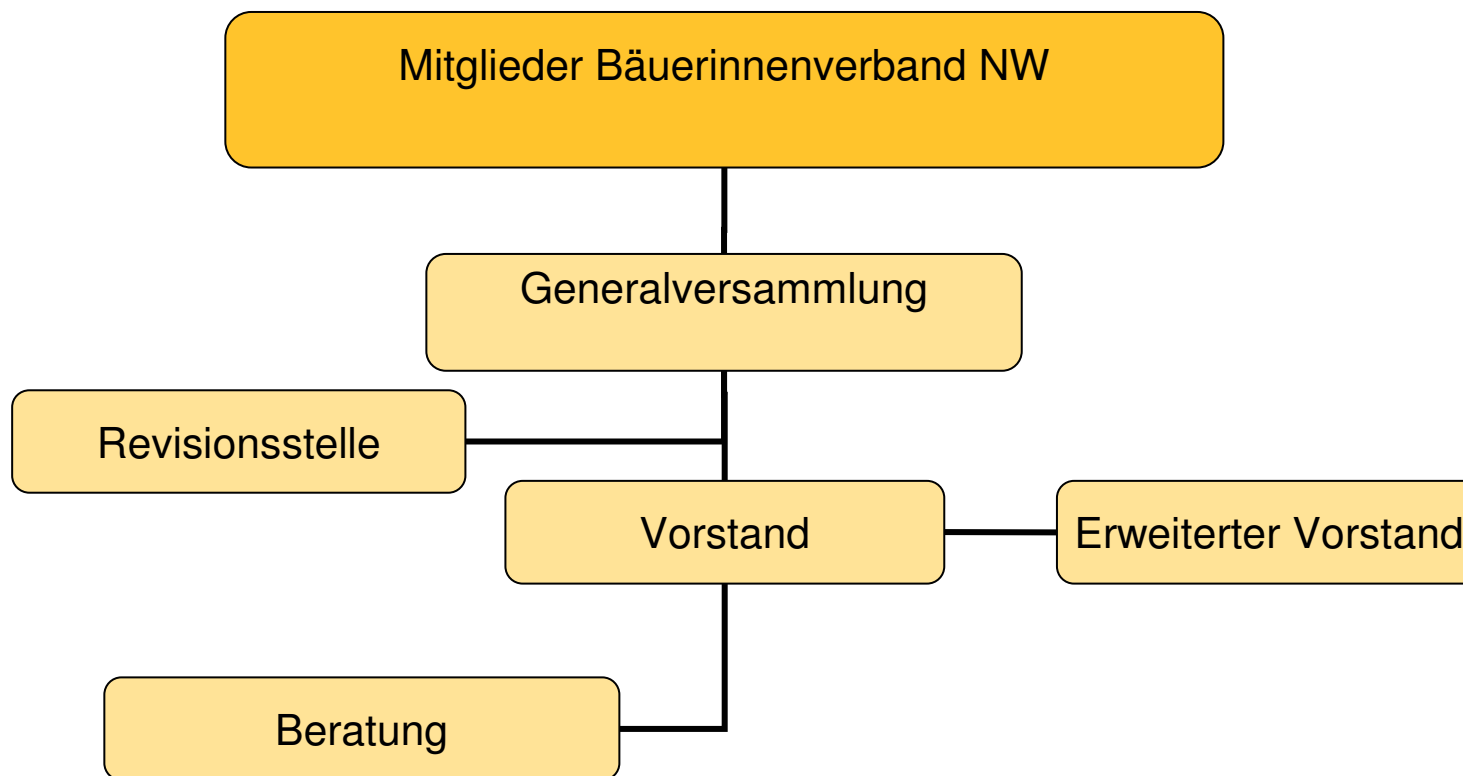 Mitglieder Bäuerinnenverband NW
Generalversammlung
Revisionsstelle
Vorstand
Erweiterter Vorstand
Beratung